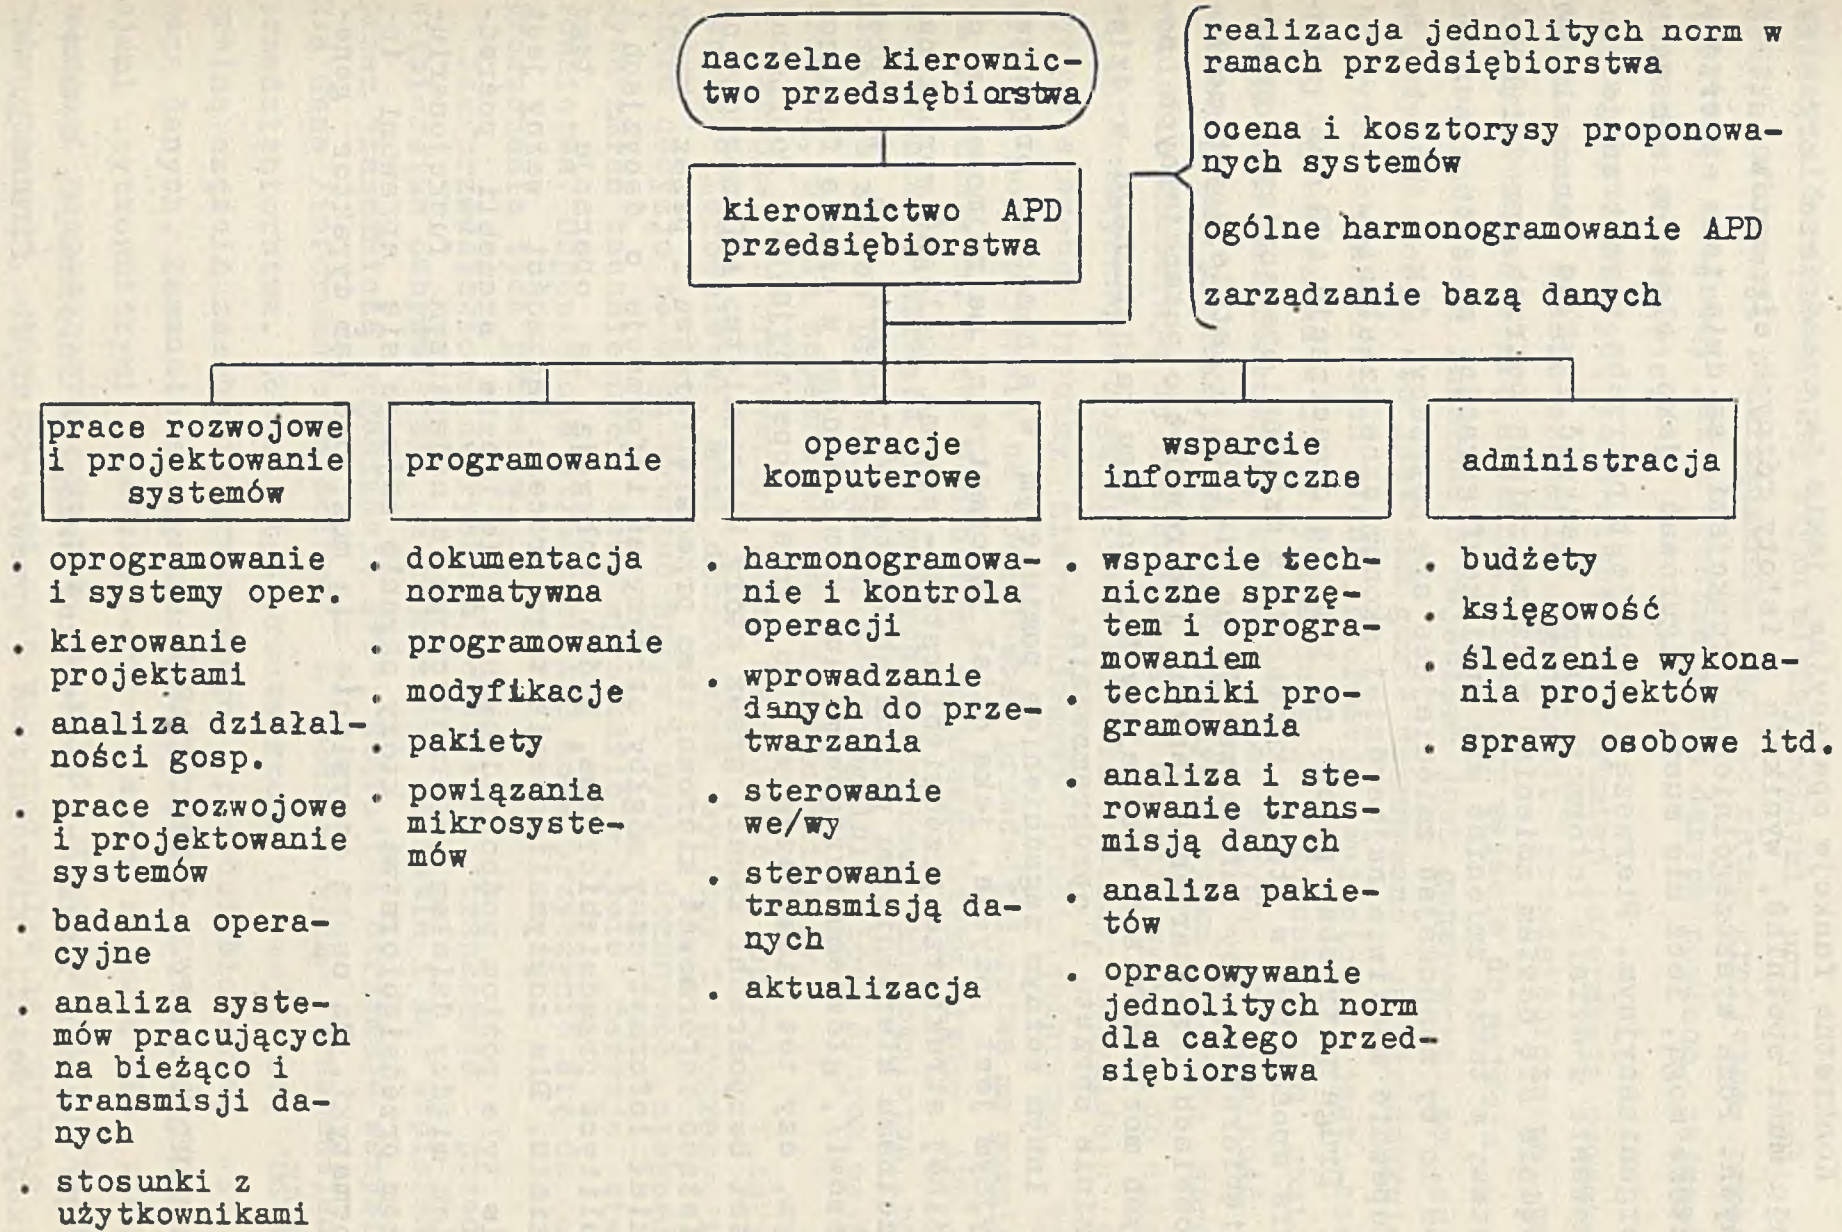 naczelne kierownic-
two przedsiębiorstwa
realizacja jednolitych norm w
ramach przedsiębiorstwa
ocena i kosztorysy proponowa-
nych systemów
ogólne harmonogramowanie APD
zarządzanie bazą danych
kierownictwo APD
przedsiębiorstwa
prace rozwojowe
i projektowanie
systemów
• oprogramowanie
i systemy oper.
• kierowanie
projektami
• analiza działal-
ności gosp.
• prace rozwojowe
i projektowanie
systemów
• badania opera-
cyjne
• analiza syste-
mów pracujących
na bieżąco i
transmisji da-
nych
• stosunki z
użytkownikami
programowanie
• dokumentacja
normatywna
• programowanie
• modyfikacje
• pakiety
• powiązania
mikrosyste-
mów
operacje
komputerowe
• harmonogramowa-
nie i kontrola
operacji
• wprowadzanie
danych do prze-
twarzania
• sterowanie
we/wy
• sterowanie
transmisją da-
nych
• aktualizacja
wsparcie
informatyczne
• wsparcie tech-
niczne sprzę-
tem i oprogra-
mowaniem
• techniki pro-
gramowania
• analiza i ste-
rowanie trans-
misją danych
• analiza pakie-
tów
• opracowywanie
jednolitych norm
dla całego przed-
siębiorstwa
administracja
• budżety
• księgowość
• śledzenie wykona-
nia projektów
• sprawy osobowe itd.